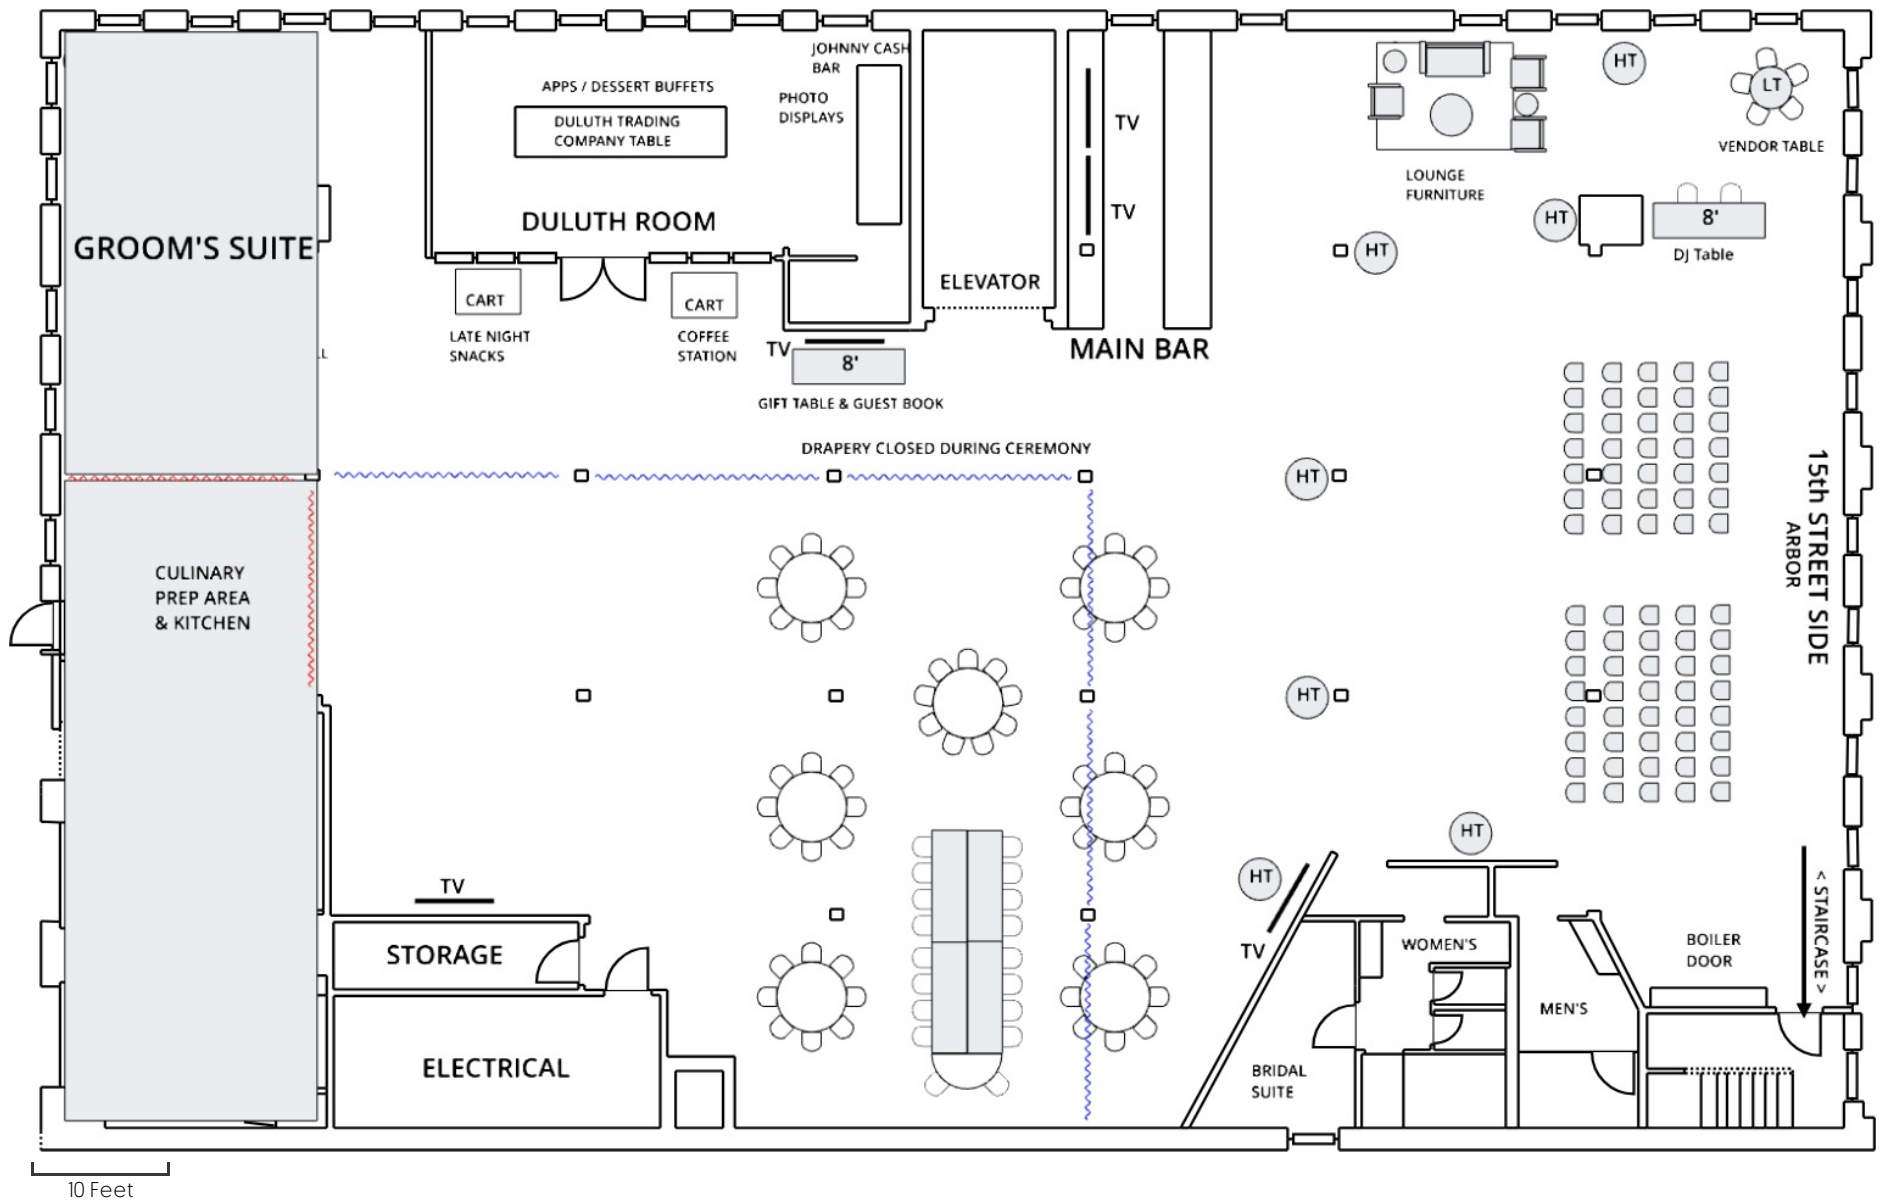 JOHNNY CASH
BAR
HT
LT
APPS / DESSERT BUFFETS
PHOTO
DISPLAYS
DULUTH TRADING
COMPANY TABLE
TV
VENDOR TABLE
LOUNGE
FURNITURE
TV
DULUTH ROOM
HT
8'
GROOM'S SUITE
HT
DJ Table
ELEVATOR
CART
CART
LATE NIGHT
SNACKS
COFFEE
STATION
TV
MAIN BAR
8'
GIFT TABLE & GUEST BOOK
DRAPERY CLOSED DURING CEREMONY
HT
15th STREET SIDE
ARBOR
CULINARY
PREP AREA
& KITCHEN
HT
HT
TV
HT
< STAIRCASE >
STORAGE
TV
WOMEN'S
BOILER
DOOR
MEN'S
ELECTRICAL
BRIDAL
SUITE
10 Feet